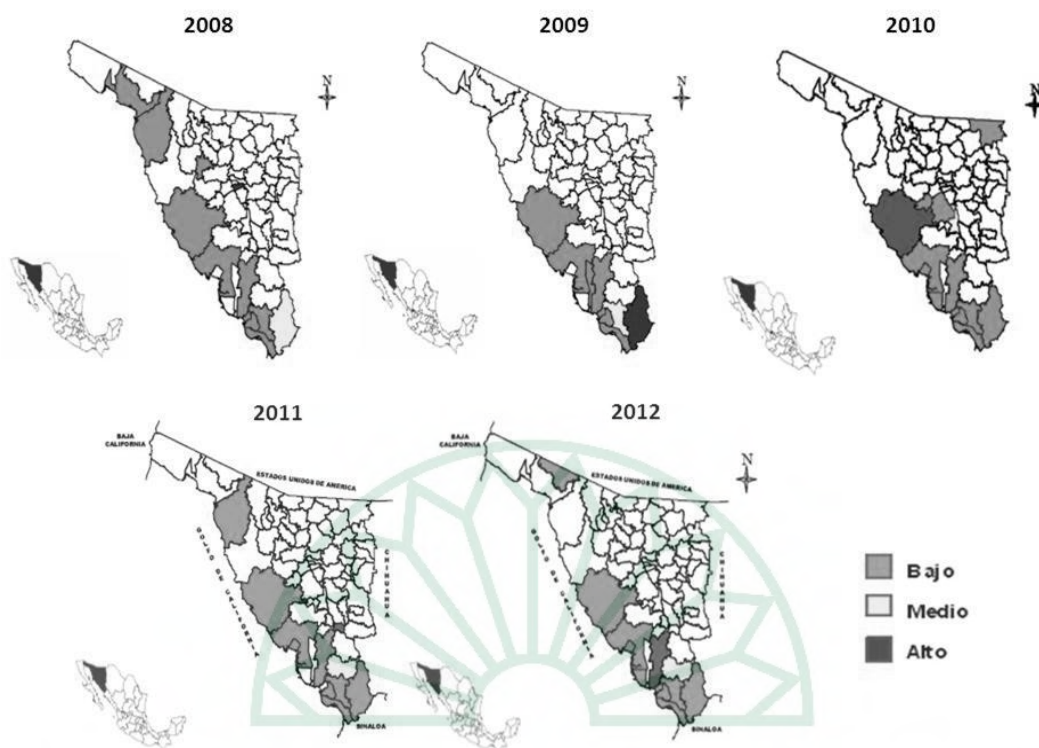 2008
2009
2010
N
N
N
2011
2012
BAJA
CALIFORNIA
ESTADOS UNIDOS DE AMERICA
GOLFO DE CALIFORNIA
CHIHUAHUA
SINALOA
BAJA
CALIFORNIA
N
ESTADOS UNIDOS DE AMERICA
GOLFO DE CALIFORNIA
CHIHUAHUA
SINALOA
Bajo
Medio
Alto